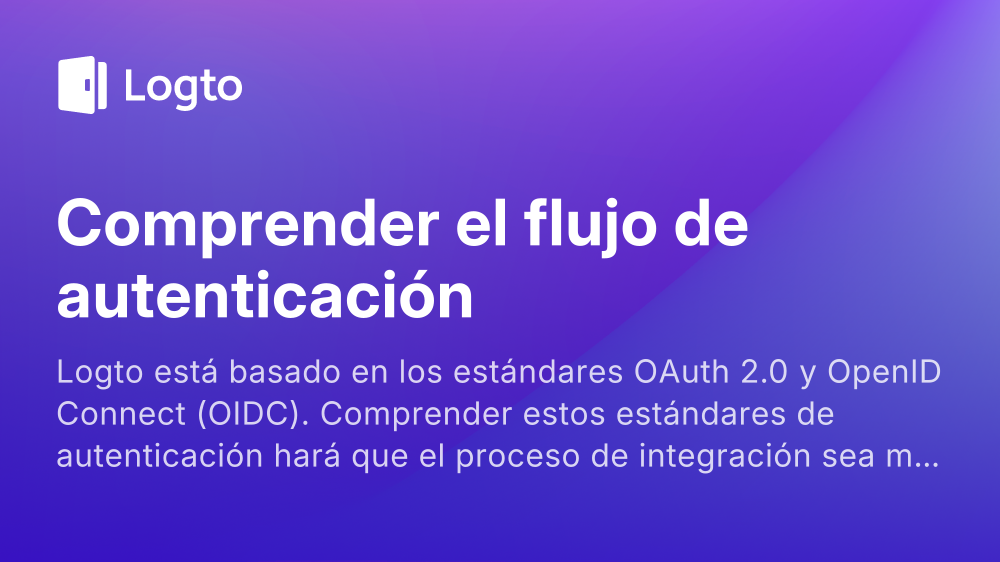 Logto
Comprender el flujo de
autenticación
Logto está basado en los estándares OAuth 2.0 y OpenID
Connect (OIDC). Comprender estos estándares de
autenticación hará que el proceso de integración sea m...